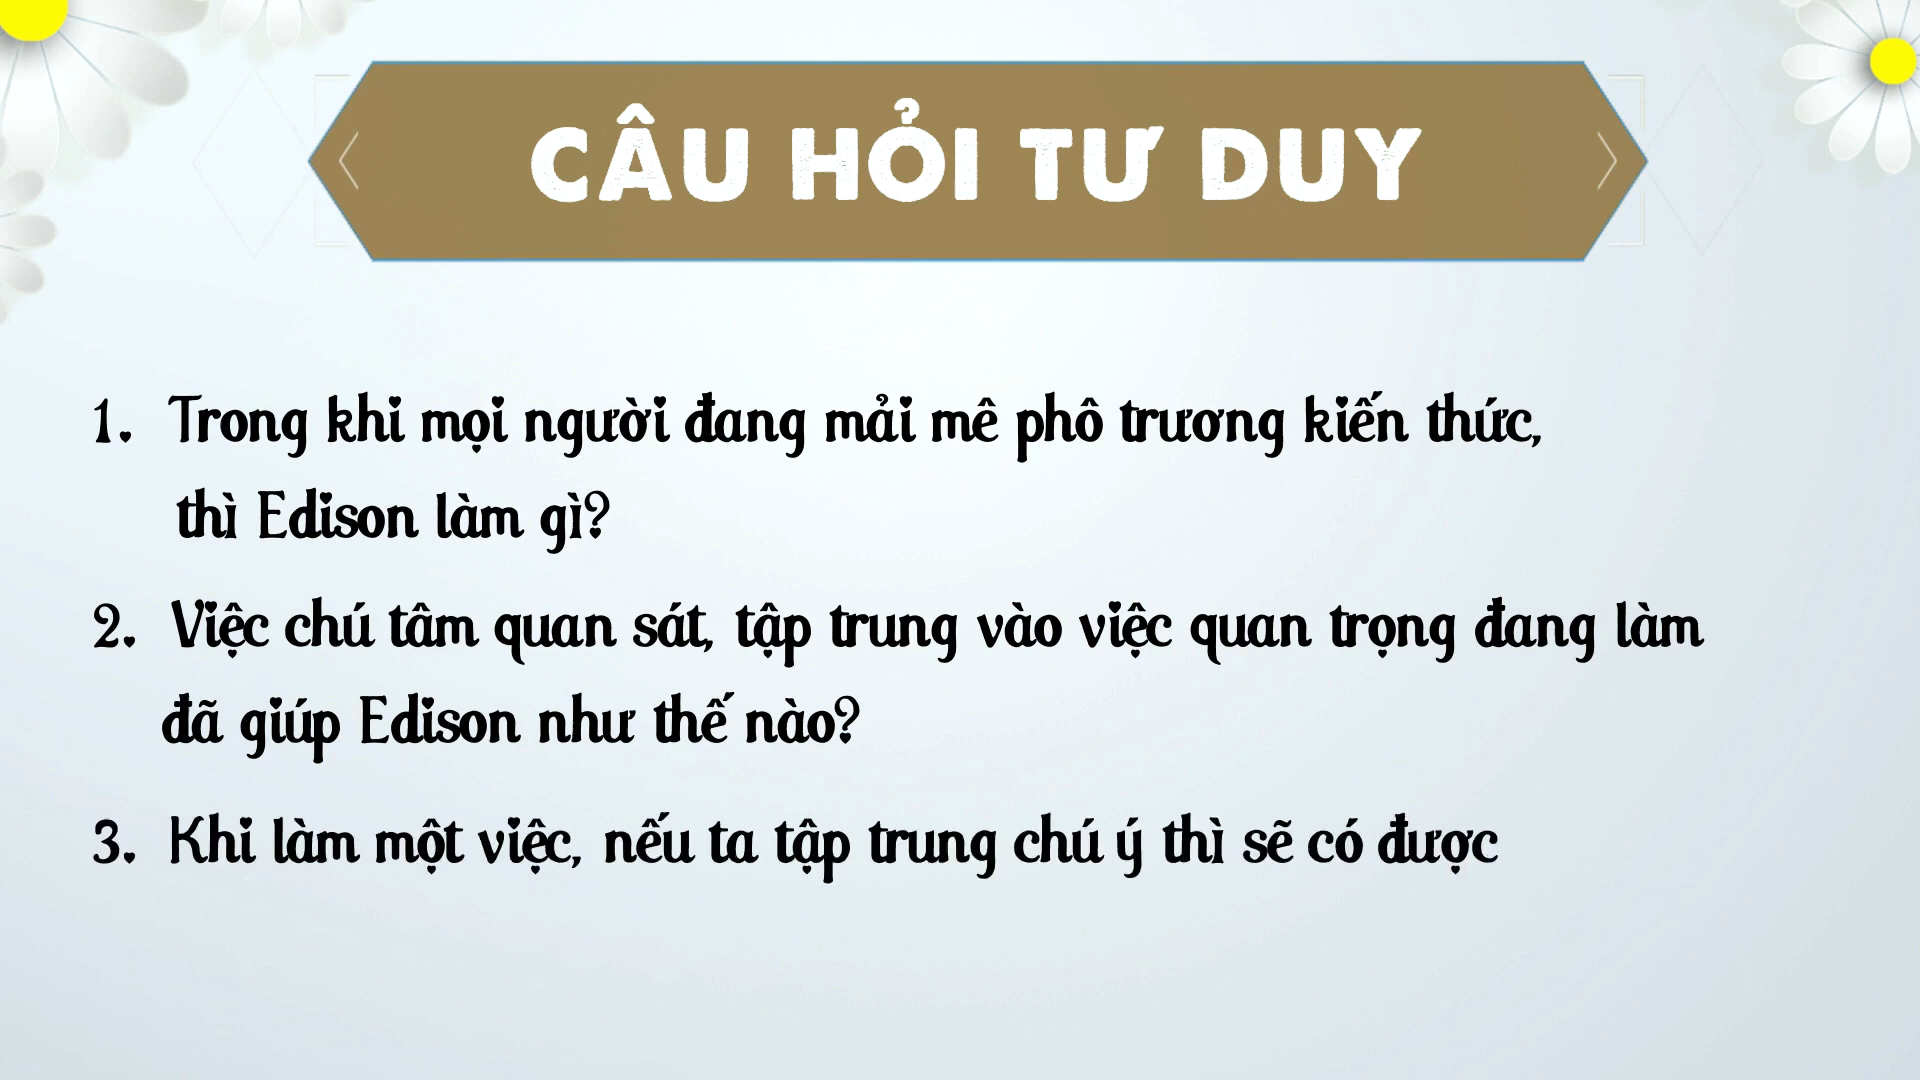 CÂU HỎI TƯ DUY
1. Trong khi mọi người đang mải mê phô trương kiến thức,
thì Edison làm gì?
2. Việc chú tâm quan sát, tập trung vào việc quan trọng đang làm
đã giúp Edison như thế nào?
3. Khi làm một việc, nếu ta tập trung chú ý thì sẽ có được